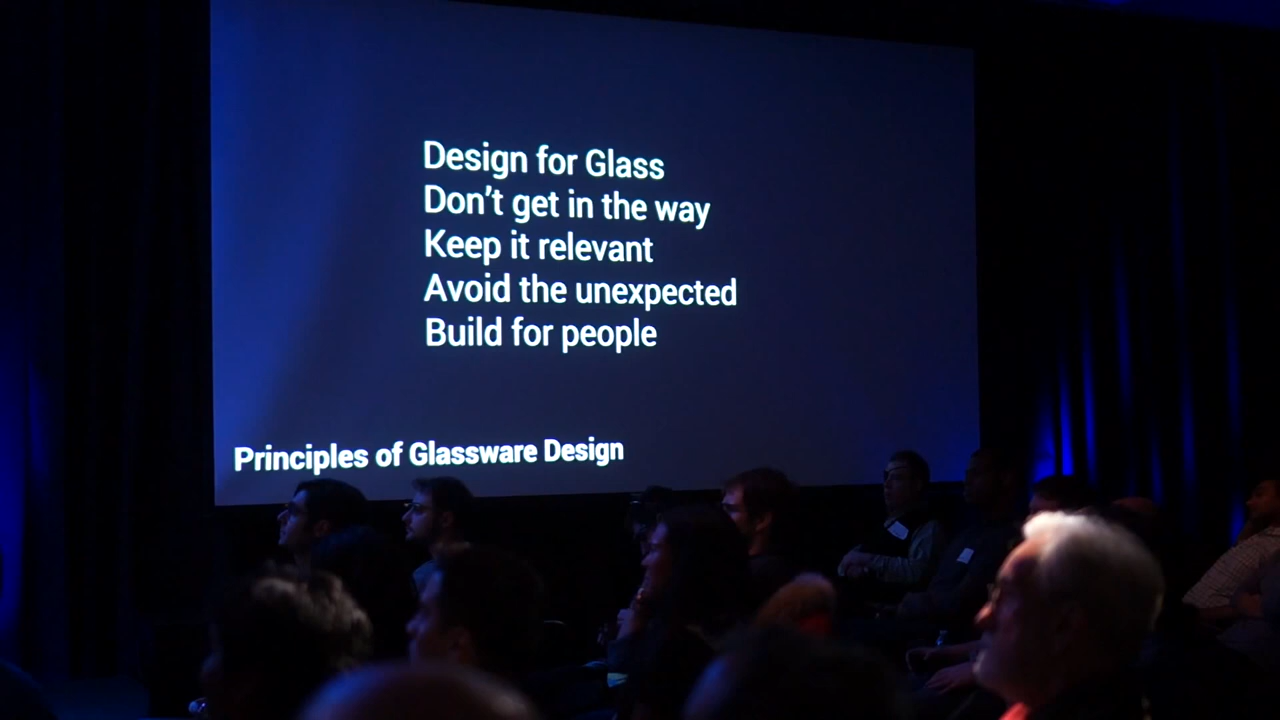 Design for Glass
Don't get in the way
Keep it relevant
Avoid the unexpected
Build for people
Principles of Glassware Design